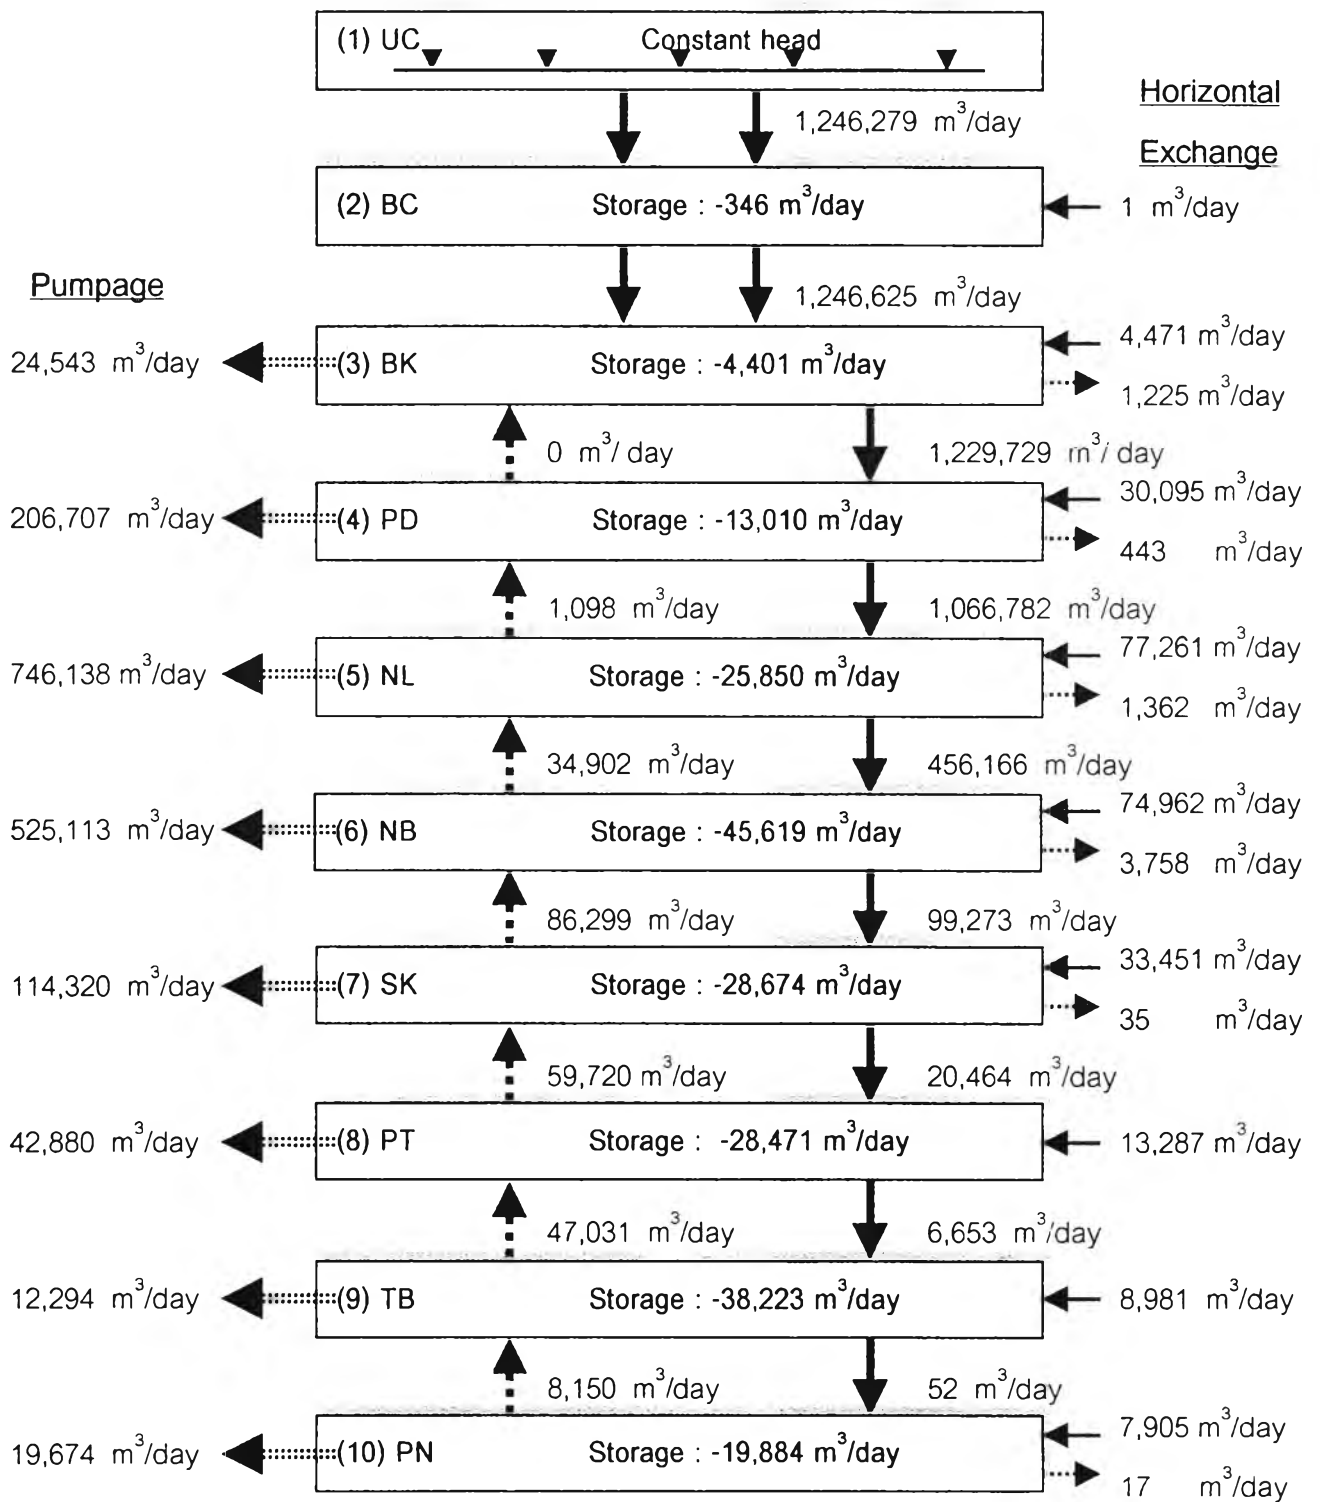 (1) UC Constant head
Horizontal
Exchange
1,246,279 m³/day
(2) BC Storage : -346 m³/day
1 m³/day
Pumpage
1,246,625 m³/day
24,543 m³/day
(3) BK Storage : -4,401 m³/day
4,471 m³/day
1,225 m³/day
0 m³/ day
1,229,729 m³/ day
206,707 m³/day
(4) PD Storage : -13,010 m³/day
30,095 m³/day
443 m³/day
1,098 m³/day
1,066,782 m³/day
746,138 m³/day
(5) NL Storage : -25,850 m³/day
77,261 m³/day
1,362 m³/day
34,902 m³/day
456,166 m³/day
525,113 m³/day
(6) NB Storage : -45,619 m³/day
74,962 m³/day
3,758 m³/day
86,299 m³/day
99,273 m³/day
114,320 m³/day
(7) SK Storage : -28,674 m³/day
33,451 m³/day
35 m³/day
59,720 m³/day
20,464 m³/day
42,880 m³/day
(8) PT Storage : -28,471 m³/day
13,287 m³/day
47,031 m³/day
6,653 m³/day
12,294 m³/day
(9) TB Storage : -38,223 m³/day
8,981 m³/day
8,150 m³/day
52 m³/day
19,674 m³/day
(10) PN Storage : -19,884 m³/day
7,905 m³/day
17 m³/day